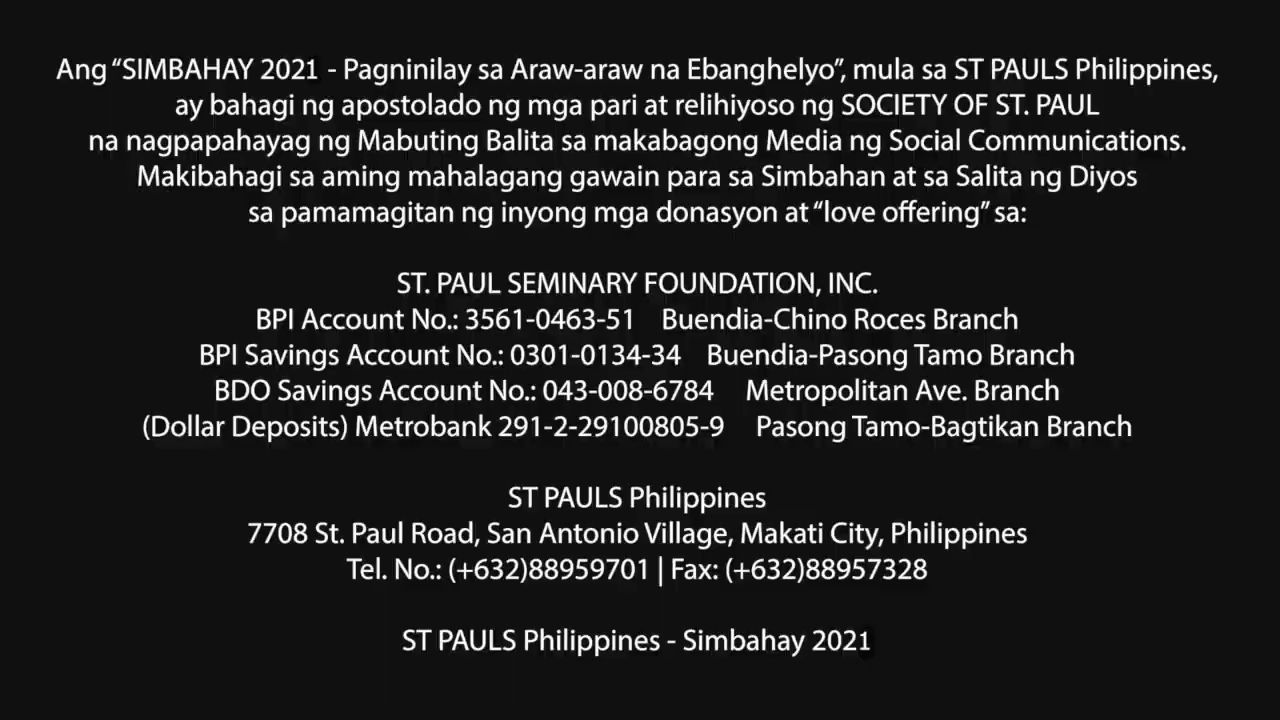 Ang “SIMBAHAY 2021 - Pagninilay sa Araw-araw na Ebanghelyo”, mula sa ST PAULS Philippines,
ay bahagi ng apostolado ng mga pari at relihiyoso ng SOCIETY OF ST. PAUL
na nagpapahayag ng Mabuting Balita sa makabagong Media ng Social Communications.
Makibahagi sa aming mahalagang gawain para sa Simbahan at sa Salita ng Diyos
sa pamamagitan ng inyong mga donasyon at “love offering” sa:
ST. PAUL SEMINARY FOUNDATION, INC.
BPI Account No.: 3561-0463-51 Buendia-Chino Roces Branch
BPI Savings Account No.: 0301-0134-34 Buendia-Pasong Tamo Branch
BDO Savings Account No.: 043-008-6784 Metropolitan Ave. Branch
(Dollar Deposits) Metrobank 291-2-29100805-9 Pasong Tamo-Bagtikan Branch
ST PAULS Philippines
7708 St. Paul Road, San Antonio Village, Makati City, Philippines
Tel. No.: (+632)88959701 | Fax: (+632)88957328
ST PAULS Philippines - Simbahay 2021